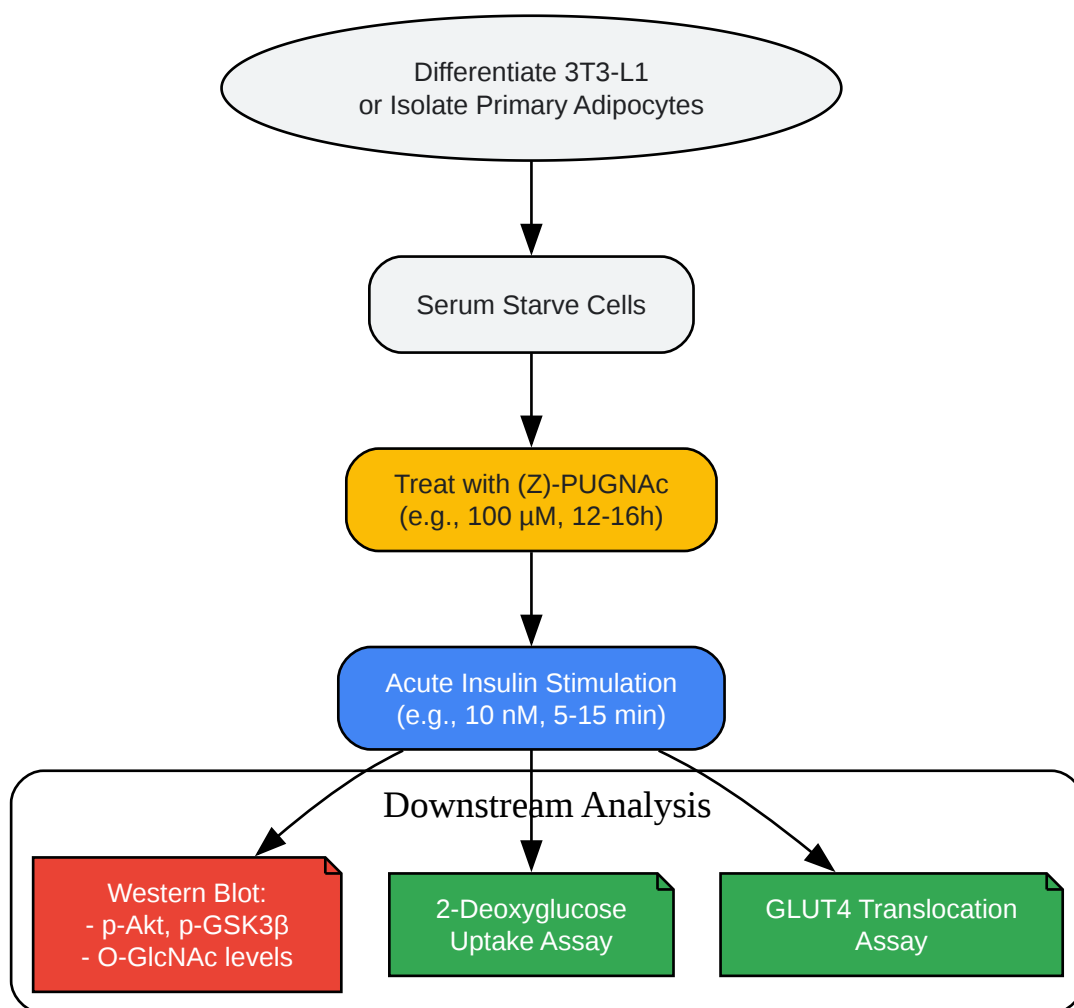 Differentiate 3T3-L1
or Isolate Primary Adipocytes
Serum Starve Cells
Treat with (Z)-PUGNAc
(e.g., 100 µM, 12-16h)
Acute Insulin Stimulation
(e.g., 10 nM, 5-15 min)
Downstream Analysis
Western Blot:
- p-Akt, p-GSK3β
- O-GlcNAc levels
2-Deoxyglucose
Uptake Assay
GLUT4 Translocation
Assay